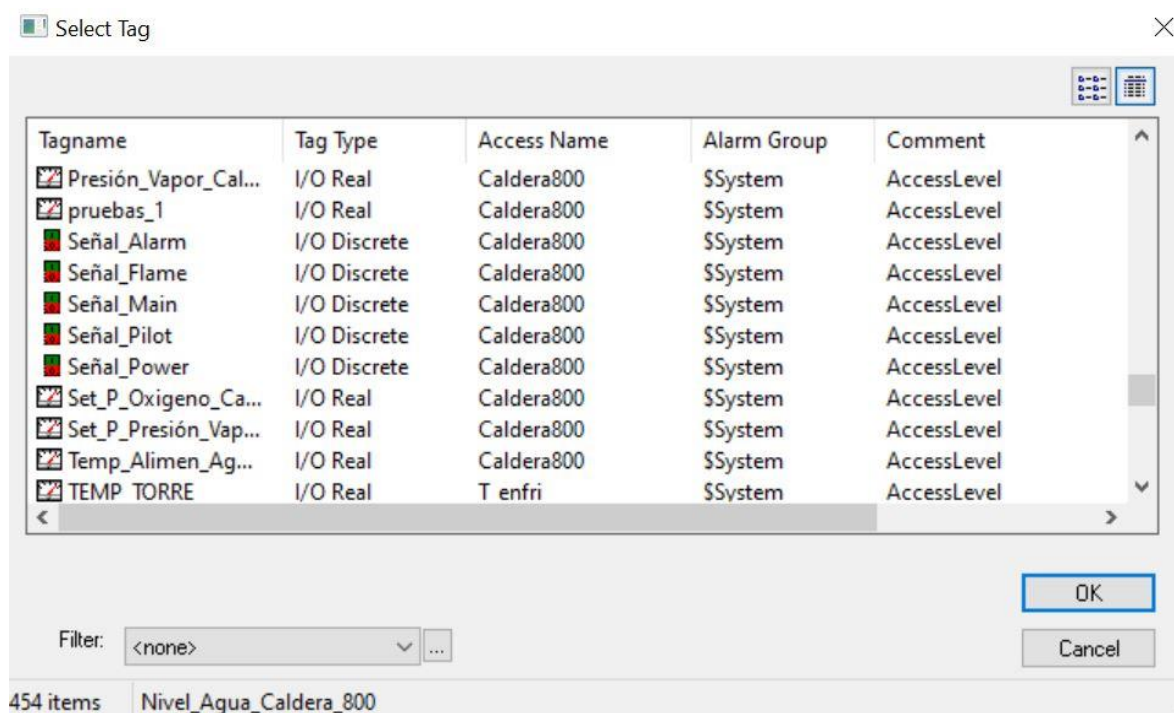 Select Tag
Tagname Tag Type Access Name Alarm Group Comment
Presión_Vapor_Cal... I/O Real Caldera800 $System AccessLevel
pruebas_1 I/O Real Caldera800 $System AccessLevel
Señal_Alarm I/O Discrete Caldera800 $System AccessLevel
Señal_Flame I/O Discrete Caldera800 $System AccessLevel
Señal_Main I/O Discrete Caldera800 $System AccessLevel
Señal_Pilot I/O Discrete Caldera800 $System AccessLevel
Señal_Power I/O Discrete Caldera800 $System AccessLevel
Set_P_Oxigeno_Ca... I/O Real Caldera800 $System AccessLevel
Set_P_Presión_Vap... I/O Real Caldera800 $System AccessLevel
Temp_Alimen_Ag... I/O Real Caldera800 $System AccessLevel
TEMP_TORRE I/O Real T_enfri $System AccessLevel
OK
Filter: <none> ... Cancel
454 items Nivel_Agua_Caldera_800